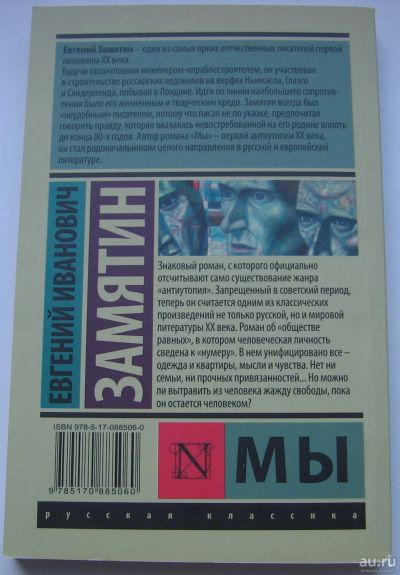 Евгений Замятин – один из самых ярких отечественных писателей первой
половины XX века.
Будучи талантливым инженером-кораблестроителем, он участвовал
в строительстве российских ледоколов на верфях Ньюкасла, Глазго
и Сандерленда, побывал в Лондоне. Идти по линии наибольшего сопротив-
ления было его жизненным и творческим кредо. Замятин всегда был
«неудобным» писателем, потому что писал не по указке, предпочитая
говорить правду, которая оказалась невостребованной на его родине вплоть
до конца 80-х годов. Автор романа «Мы» – первой антиутопии XX века,
он стал родоначальником целого направления в русской и европейской
литературе.
ЕВГЕНИЙ ИВАНОВИЧ
ЗАМЯТИН
Знаковый роман, с которого официально
отсчитывают само существование жанра
«антиутопия». Запрещенный в советский период,
теперь он считается одним из классических
произведений не только русской, но и мировой
литературы XX века. Роман об «обществе
равных», в котором человеческая личность
сведена к «нумеру». В нем унифицировано все –
одежда и квартиры, мысли и чувства. Нет ни
семьи, ни прочных привязанностей... Но можно
ли вытравить из человека жажду свободы, пока
он остается человеком?
ISBN 978-5-17-088506-0
9 785170 885060
N
МЫ
русская классика
au.ru